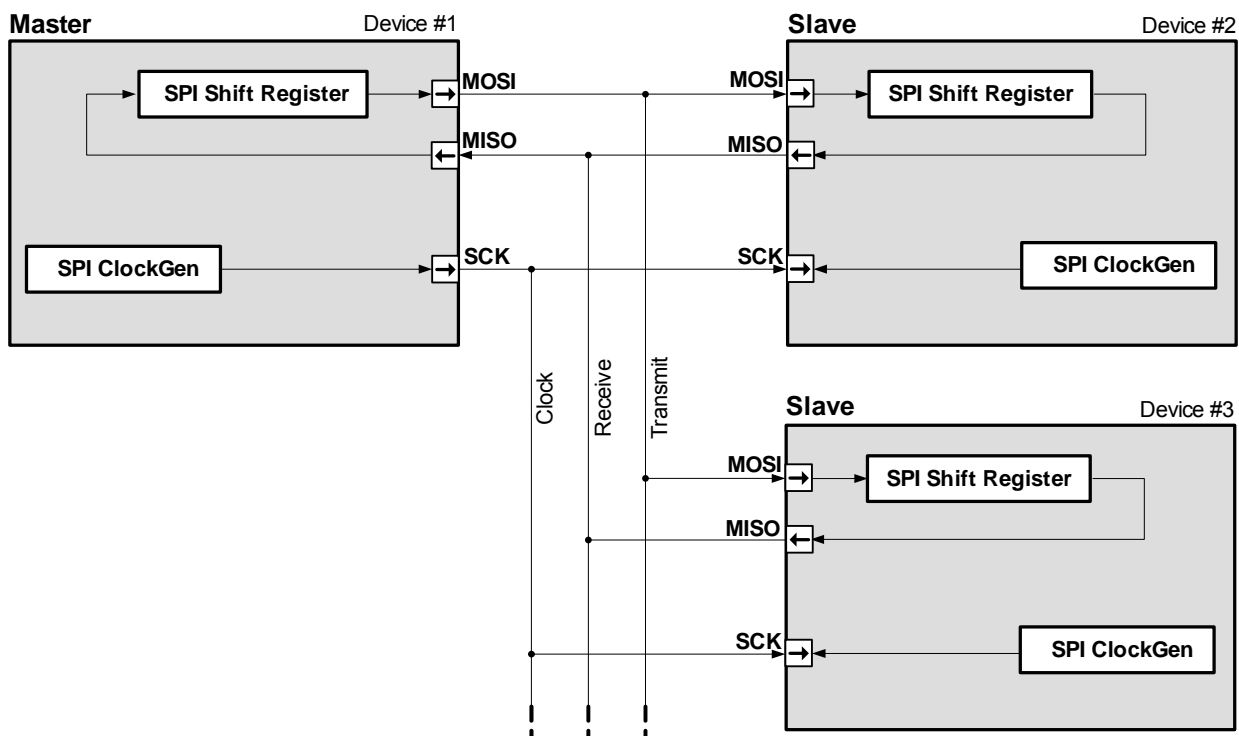 Master Device #1
SPI Shift Register
MOSI
MISO
SPI ClockGen
SCK
Slave Device #2
MOSI
SPI Shift Register
MISO
SCK
SPI ClockGen
Clock
Receive
Transmit
Slave Device #3
MOSI
SPI Shift Register
MISO
SCK
SPI ClockGen